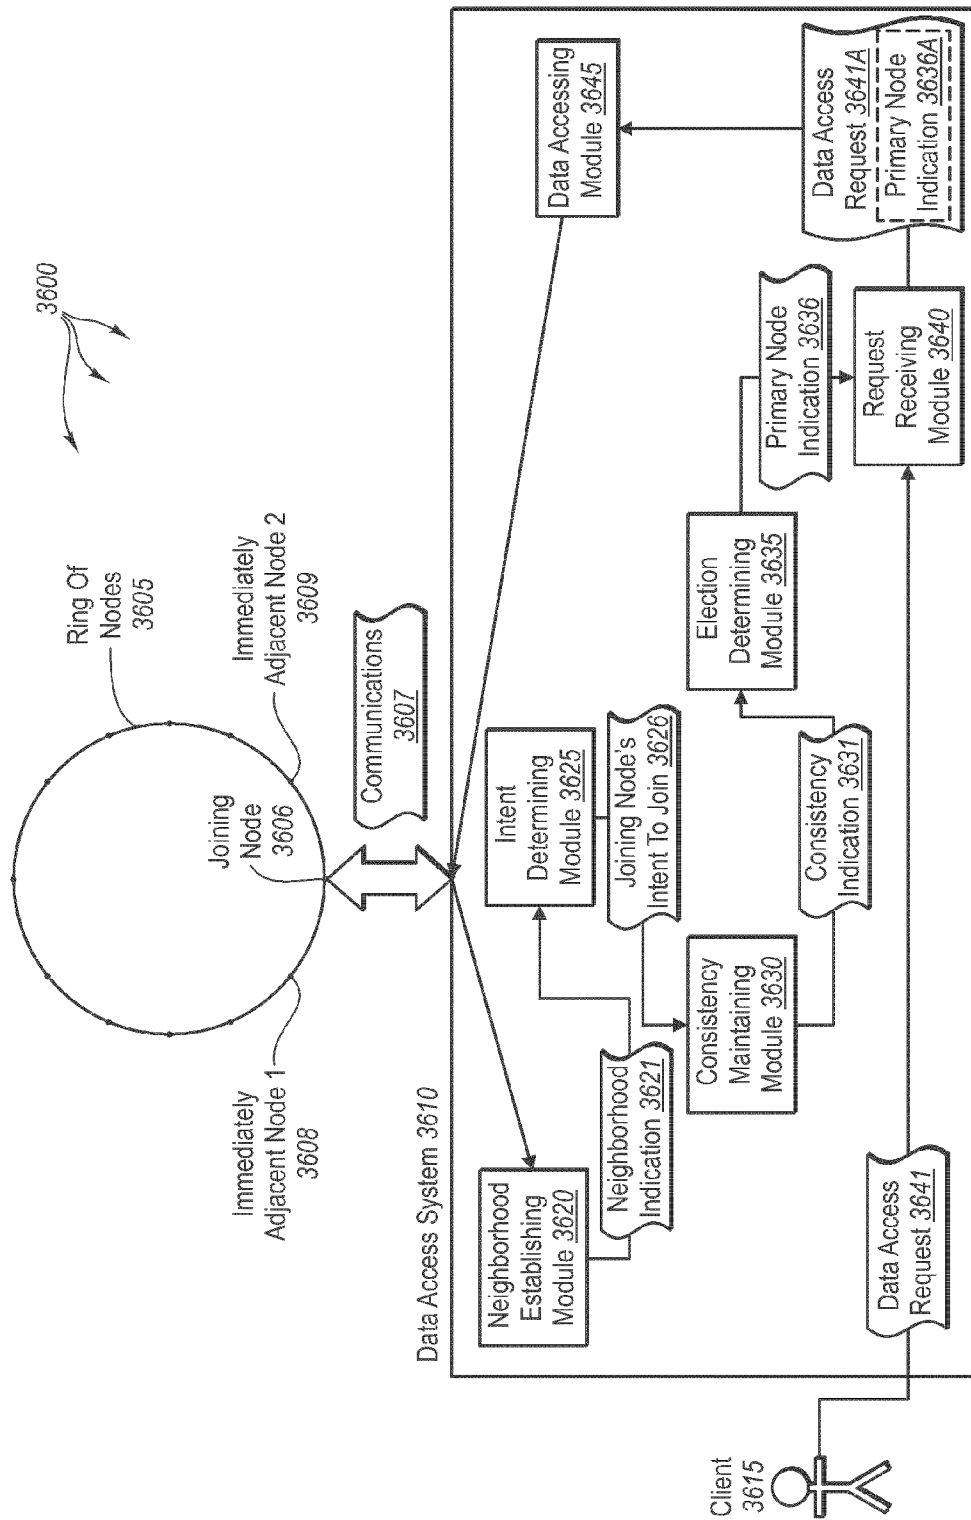 3600
Ring Of
Nodes
3605
Joining
Node
3606
Immediately
Adjacent Node 1
3608
Immediately
Adjacent Node 2
3609
Communications
3607
Data Access System 3610
Neighborhood
Establishing
Module 3620
Neighborhood
Indication 3621
Intent
Determining
Module 3625
Joining Node's
Intent To Join 3626
Consistency
Maintaining
Module 3630
Consistency
Indication 3631
Election
Determining
Module 3635
Primary Node
Indication 3636
Request
Receiving
Module 3640
Data Accessing
Module 3645
Data Access
Request 3641A
Primary Node
Indication 3636A
Data Access
Request 3641
Client
3615